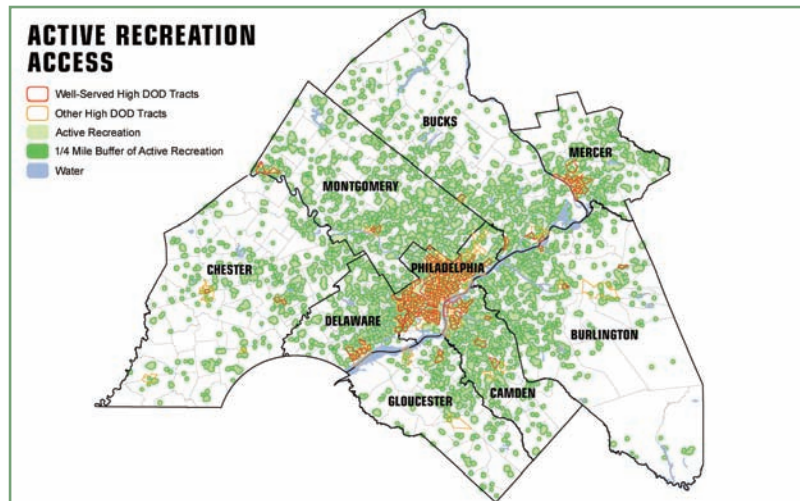 ACTIVE RECREATION
ACCESS
Well-Served High DOD Tracts
Other High DOD Tracts
Active Recreation
1/4 Mile Buffer of Active Recreation
Water
BUCKS
MERCER
MONTGOMERY
CHESTER
PHILADELPHIA
DELAWARE
BURLINGTON
CAMDEN
GLOUCESTER